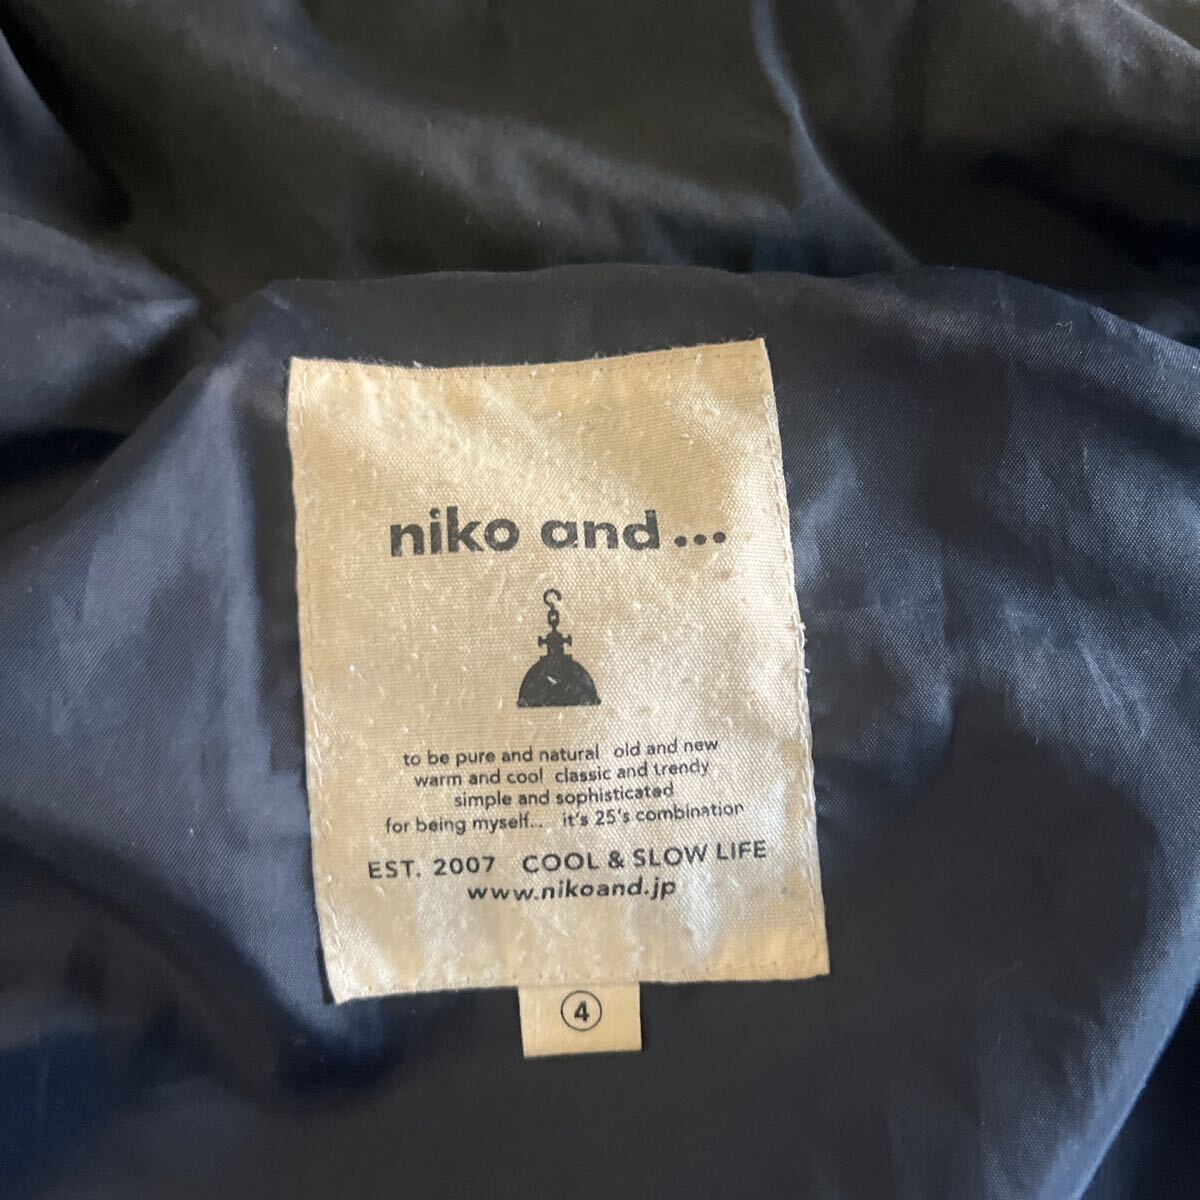 niko and...
to be pure and natural old and new
warm and cool classic and trendy
simple and sophisticated
for being myself... it's 25's combination
EST. 2007 COOL & SLOW LIFE
www.nikoand.jp
④